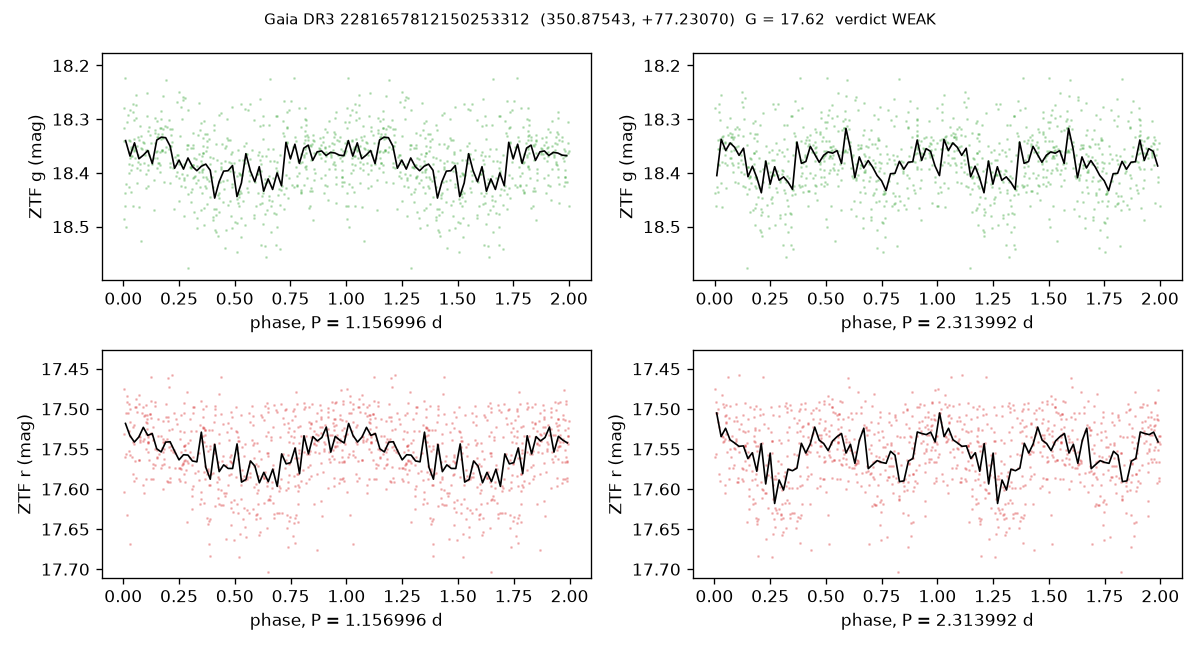 Gaia DR3 2281657812150253312 (350.87543, +77.23070) G = 17.62 verdict WEAK
18.2
18.3
18.4
18.5
ZTF g (mag)
0.00 0.25 0.50 0.75 1.00 1.25 1.50 1.75 2.00
phase, P = 1.156996 d
18.2
18.3
18.4
18.5
ZTF g (mag)
0.00 0.25 0.50 0.75 1.00 1.25 1.50 1.75 2.00
phase, P = 2.313992 d
17.45
17.50
17.55
17.60
17.65
17.70
ZTF r (mag)
0.00 0.25 0.50 0.75 1.00 1.25 1.50 1.75 2.00
phase, P = 1.156996 d
17.45
17.50
17.55
17.60
17.65
17.70
ZTF r (mag)
0.00 0.25 0.50 0.75 1.00 1.25 1.50 1.75 2.00
phase, P = 2.313992 d